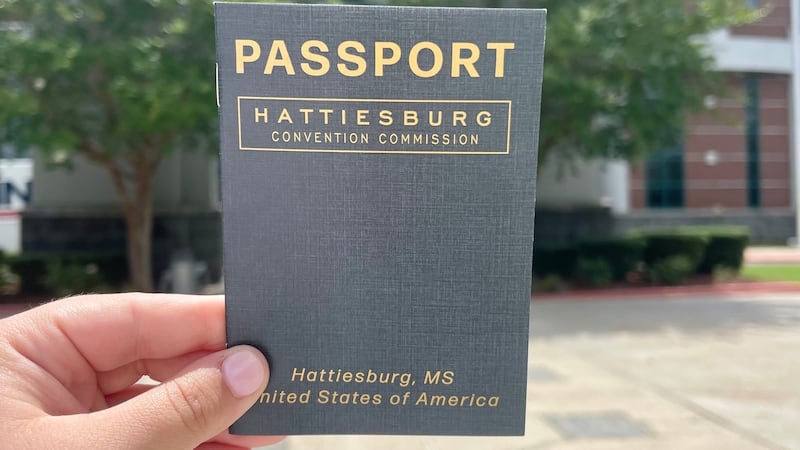 PASSPORT
HATTIESBURG
CONVENTION COMMISSION
Hattiesburg, MS
nited States of America